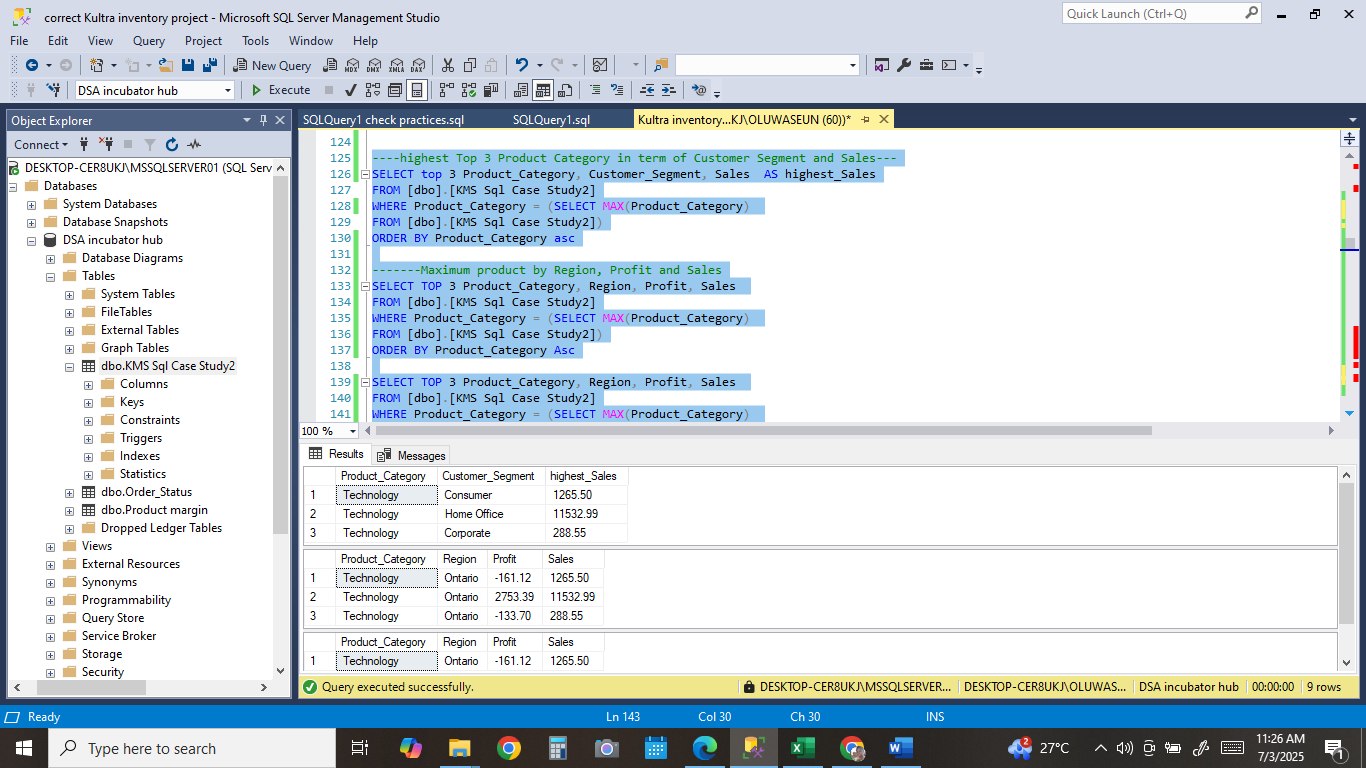 correct Kultra inventory project - Microsoft SQL Server Management Studio
Quick Launch (Ctrl+Q)
File Edit View Query Project Tools Window Help
New Query MDX DMX XMLA DAX
DSA incubator hub Execute
Object Explorer
SQLQuery1 check practices.sql SQLQuery1.sql Kultra inventory...KJ\OLUWASEUN (60))*
Connect
DESKTOP-CER8UKJ\MSSQLSERVER01 (SQL Serv
Databases
System Databases
Database Snapshots
DSA incubator hub
Database Diagrams
Tables
System Tables
FileTables
External Tables
Graph Tables
dbo.KMS Sql Case Study2
Columns
Keys
Constraints
Triggers
Indexes
Statistics
dbo.Order_Status
dbo.Product margin
Dropped Ledger Tables
Views
External Resources
Synonyms
Programmability
Query Store
Service Broker
Storage
Security
124
125 ----highest Top 3 Product Category in term of Customer Segment and Sales---
126 SELECT top 3 Product_Category, Customer_Segment, Sales  AS highest_Sales
127 FROM [dbo].[KMS Sql Case Study2]
128 WHERE Product_Category = (SELECT MAX(Product_Category)
129 FROM [dbo].[KMS Sql Case Study2])
130 ORDER BY Product_Category asc
131
132 -------Maximum product by Region, Profit and Sales
133 SELECT TOP 3 Product_Category, Region, Profit, Sales
134 FROM [dbo].[KMS Sql Case Study2]
135 WHERE Product_Category = (SELECT MAX(Product_Category)
136 FROM [dbo].[KMS Sql Case Study2])
137 ORDER BY Product_Category Asc
138
139 SELECT TOP 3 Product_Category, Region, Profit, Sales
140 FROM [dbo].[KMS Sql Case Study2]
141 WHERE Product_Category = (SELECT MAX(Product_Category)
100 %
Results Messages
Product_Category Customer_Segment highest_Sales
1 Technology Consumer 1265.50
2 Technology Home Office 11532.99
3 Technology Corporate 288.55
Product_Category Region Profit Sales
1 Technology Ontario -161.12 1265.50
2 Technology Ontario 2753.39 11532.99
3 Technology Ontario -133.70 288.55
Product_Category Region Profit Sales
1 Technology Ontario -161.12 1265.50
Query executed successfully. DESKTOP-CER8UKJ\MSSQLSERVER... DESKTOP-CER8UKJ\OLUWAS... DSA incubator hub 00:00:00 9 rows
Ready Ln 143 Col 30 Ch 30 INS
Type here to search 2 27°C 11:26 AM
7/3/2025 1